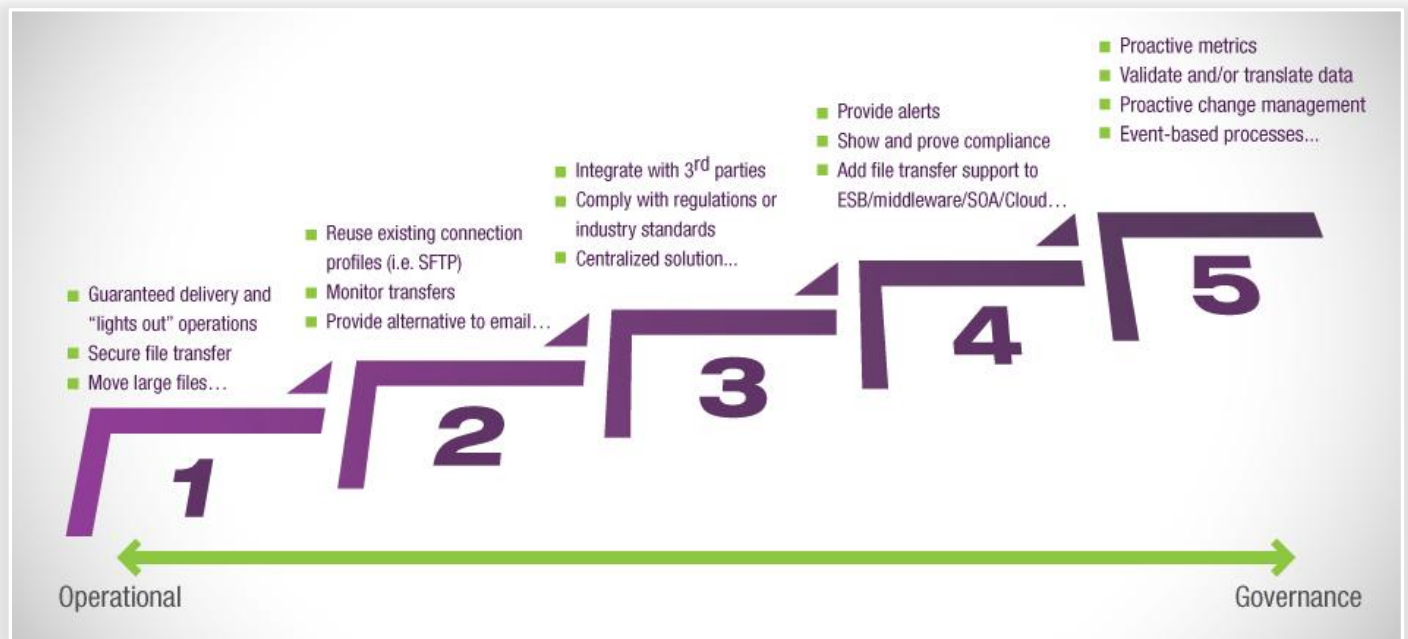 Guaranteed delivery and
“lights out” operations
Secure file transfer
Move large files…
1
Reuse existing connection
profiles (i.e. SFTP)
Monitor transfers
Provide alternative to email…
2
Integrate with 3rd parties
Comply with regulations or
industry standards
Centralized solution...
3
Provide alerts
Show and prove compliance
Add file transfer support to
ESB/middleware/SOA/Cloud…
4
Proactive metrics
Validate and/or translate data
Proactive change management
Event-based processes...
5
Operational
Governance